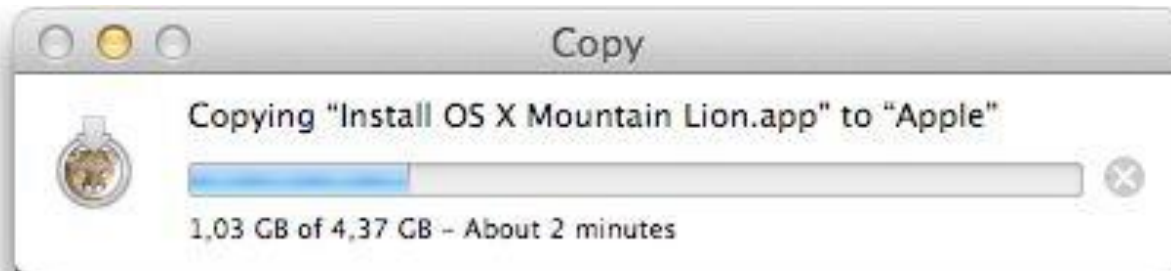 Copy
Copying “Install OS X Mountain Lion.app” to “Apple”
1,03 GB of 4,37 GB – About 2 minutes